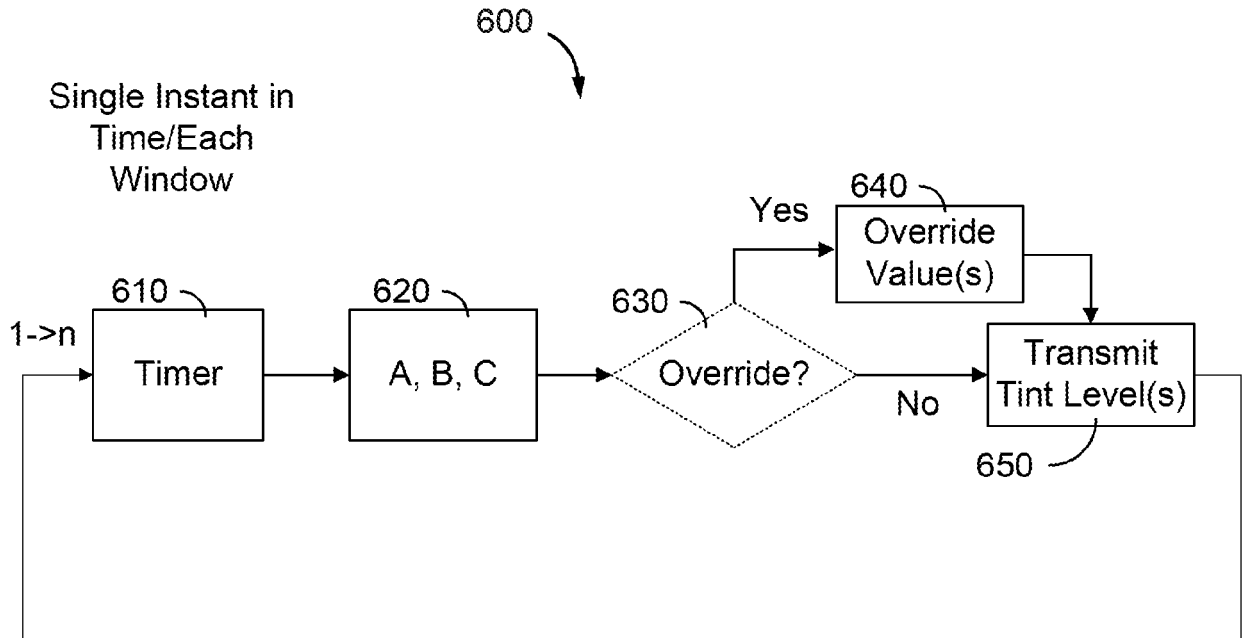 600
Single Instant in
Time/Each
Window
640
Yes
Override
Value(s)
610
620
630
1->n
Timer
A, B, C
Override?
No
Transmit
Tint Level(s)
650